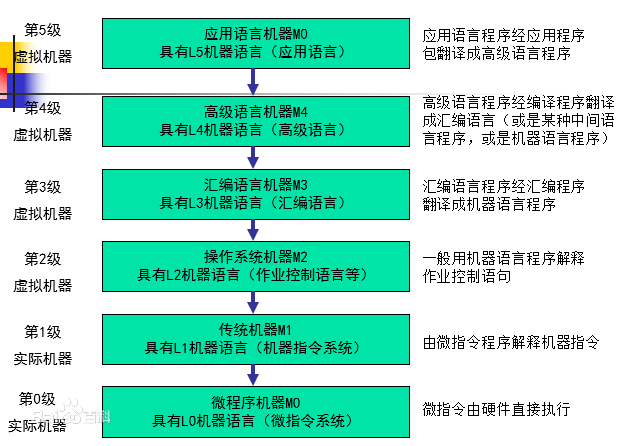 第5级
虚拟机器
应用语言机器M0
具有L5机器语言（应用语言）
应用语言程序经应用程序
包翻译成高级语言程序
第4级
虚拟机器
高级语言机器M4
具有L4机器语言（高级语言）
高级语言程序经编译程序翻译
成汇编语言（或是某种中间语
言程序，或是机器语言程序）
第3级
虚拟机器
汇编语言机器M3
具有L3机器语言（汇编语言）
汇编语言程序经汇编程序
翻译成机器语言程序
第2级
虚拟机器
操作系统机器M2
具有L2机器语言（作业控制语言等）
一般用机器语言程序解释
作业控制语句
第1级
实际机器
传统机器M1
具有L1机器语言（机器指令系统）
由微指令程序解释机器指令
第0级
实际机器
微程序机器M0
具有L0机器语言（微指令系统）
微指令由硬件直接执行
Bai百科